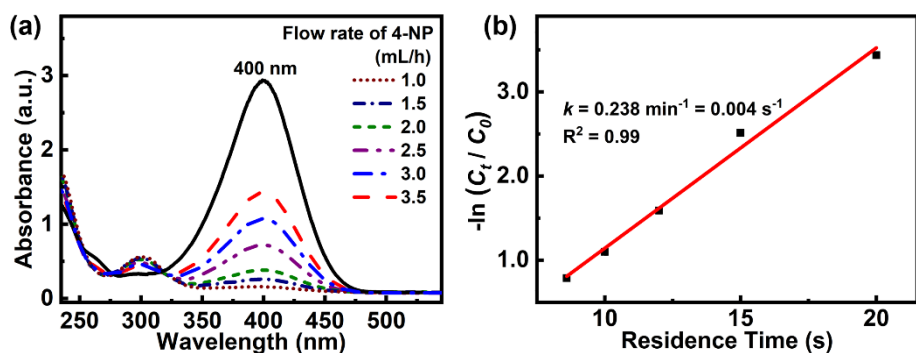 (a)
Flow rate of 4-NP
(mL/h)
400 nm
1.0
1.5
2.0
2.5
3.0
3.5
Absorbance (a.u.)
3
2
1
0
250 300 350 400 450 500
Wavelength (nm)
(b)
k = 0.238 min⁻¹ = 0.004 s⁻¹
R² = 0.99
-ln (Cₜ / C₀)
3.0
2.0
1.0
10 15 20
Residence Time (s)